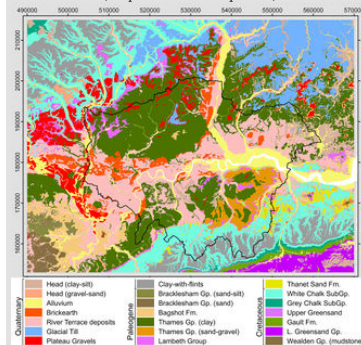 490000 500000 510000 520000 530000 540000 550000 560000 570000
210000
200000
190000
180000
170000
160000
Quaternary
Head (clay-silt)
Head (gravel-sand)
Alluvium
Brickearth
River Terrace deposits
Glacial Till
Plateau Gravels
Paleogene
Clay-with-flints
Bracklesham Gp. (sand-silt)
Bracklesham Gp. (sand)
Bagshot Fm.
Thames Gp. (clay)
Thames Gp. (sand-gravel)
Lambeth Group
Cretaceous
Thanet Sand Fm.
White Chalk SubGp.
Grey Chalk SubGp.
Upper Greensand
Gault Fm.
L. Greensand Gp.
Wealden Gp. (mudstone